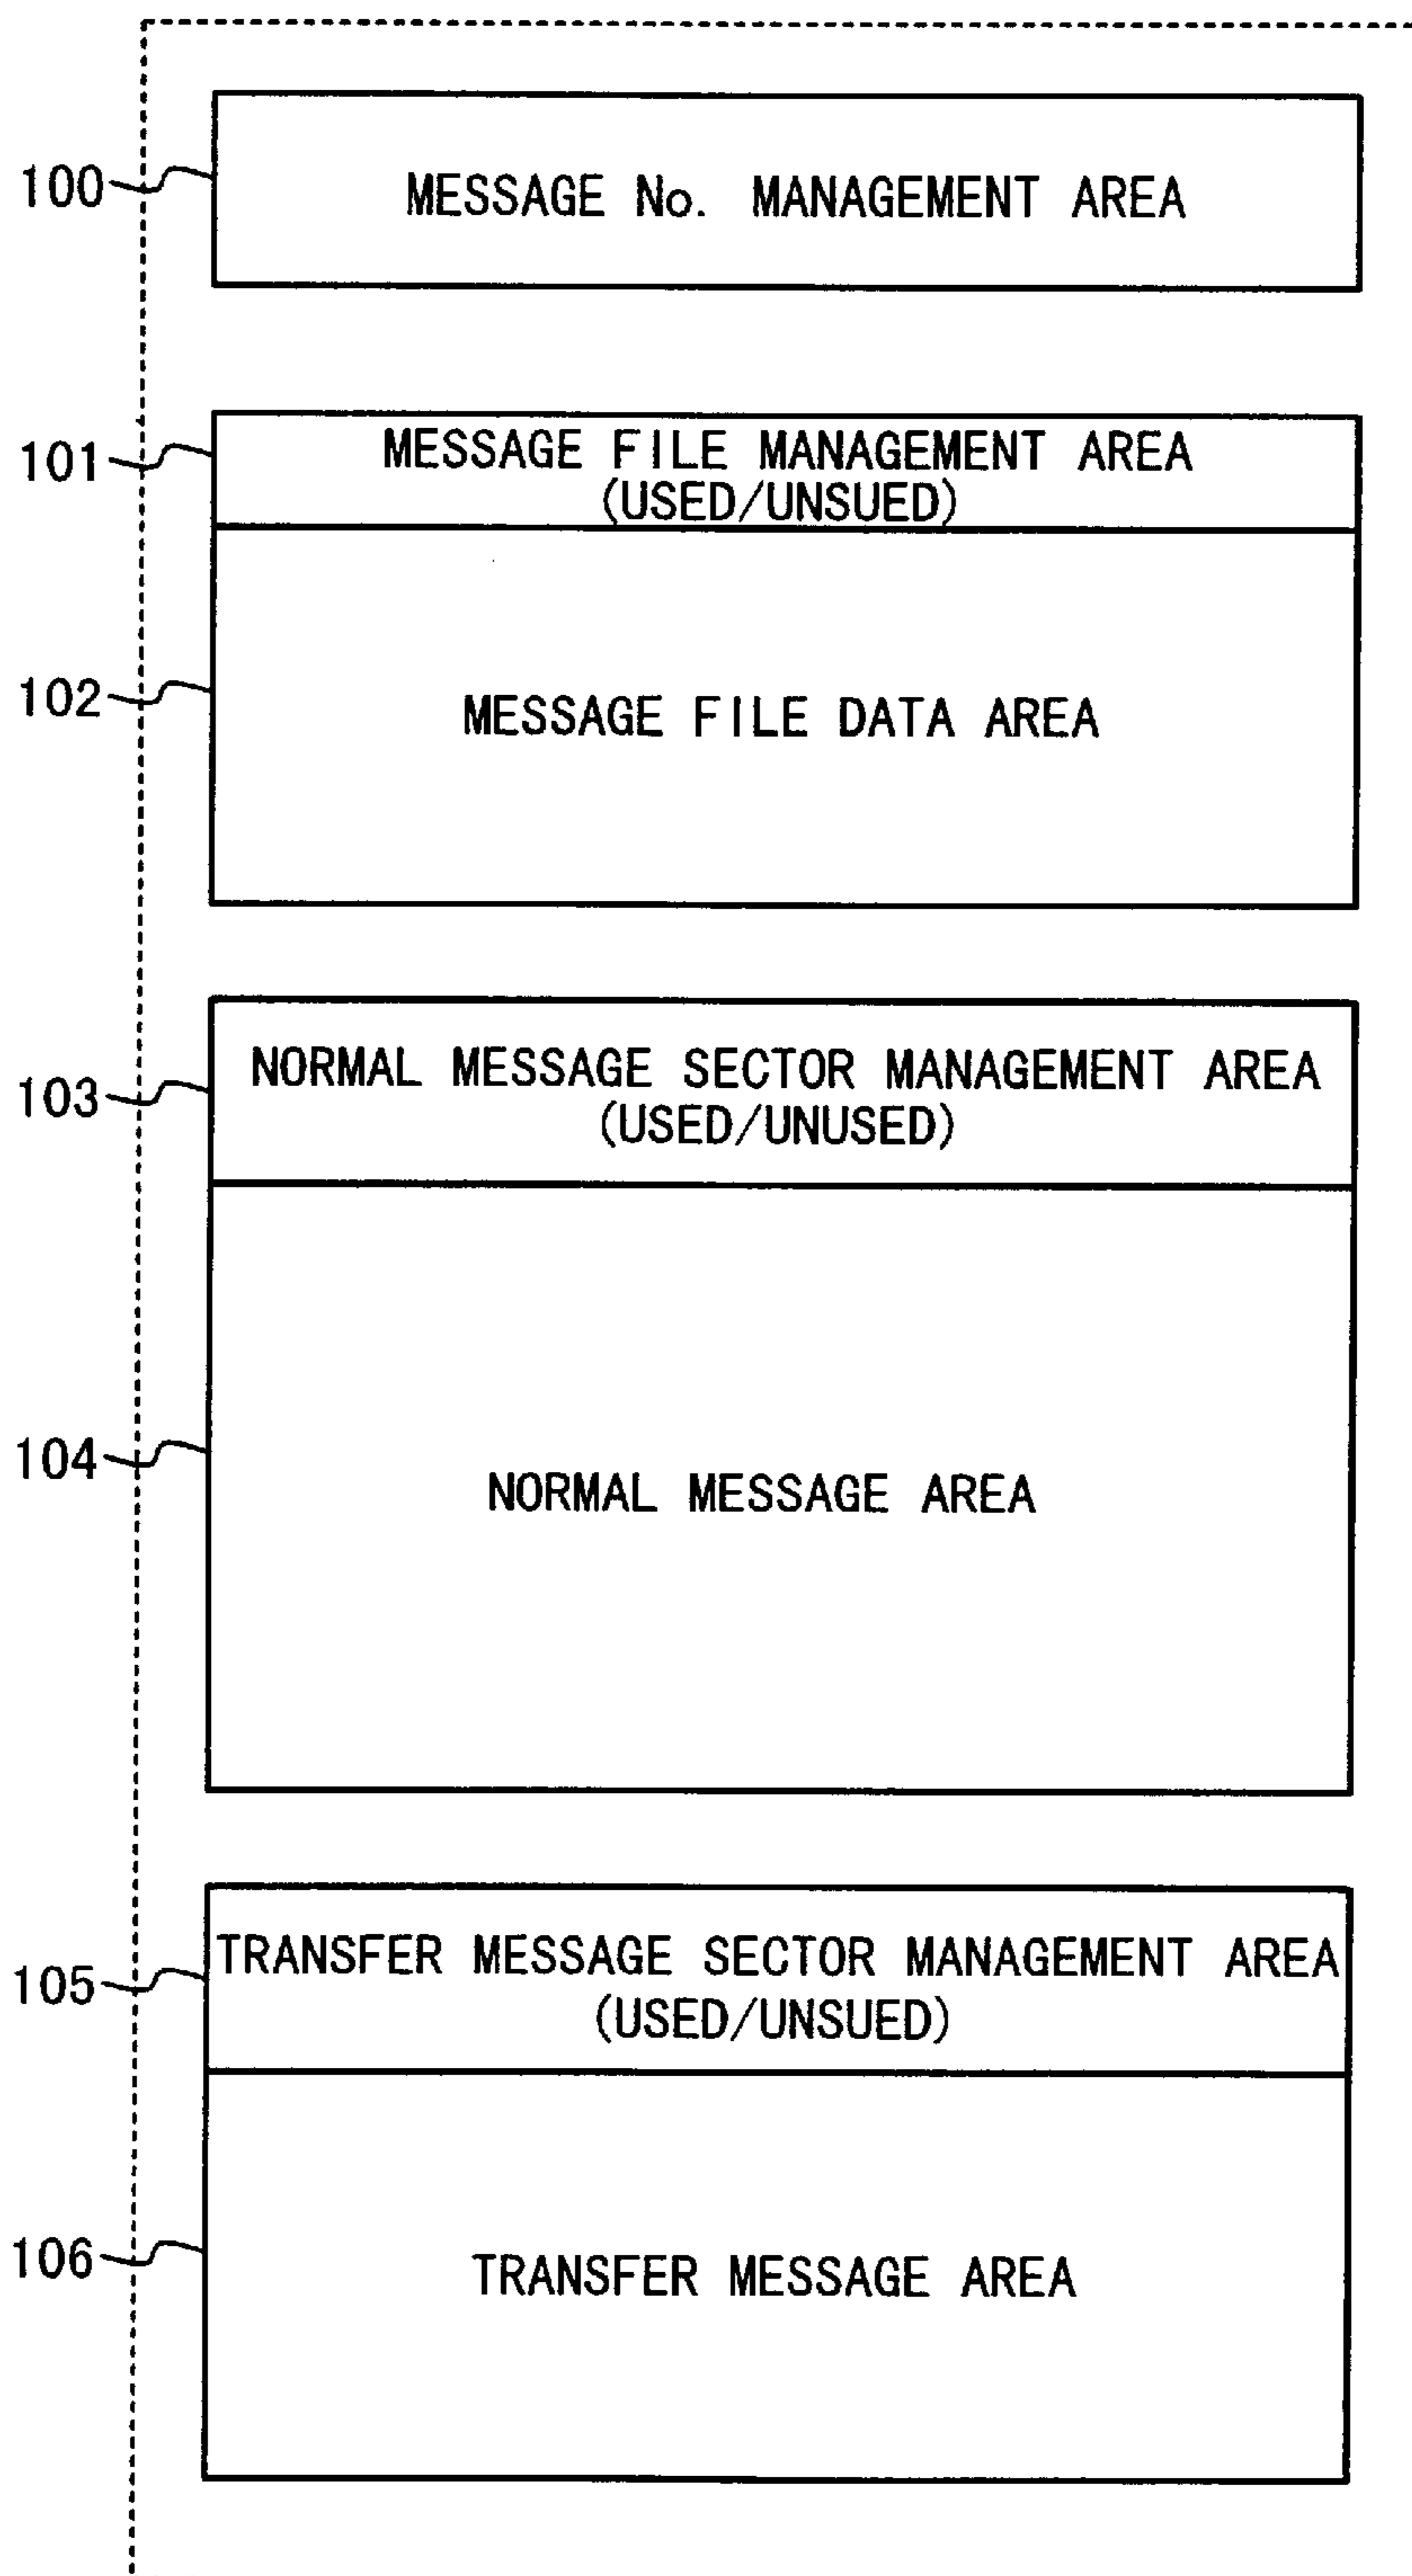 100
MESSAGE No. MANAGEMENT AREA
101
MESSAGE FILE MANAGEMENT AREA
(USED/UNSUED)
102
MESSAGE FILE DATA AREA
103
NORMAL MESSAGE SECTOR MANAGEMENT AREA
(USED/UNUSED)
104
NORMAL MESSAGE AREA
105
TRANSFER MESSAGE SECTOR MANAGEMENT AREA
(USED/UNSUED)
106
TRANSFER MESSAGE AREA